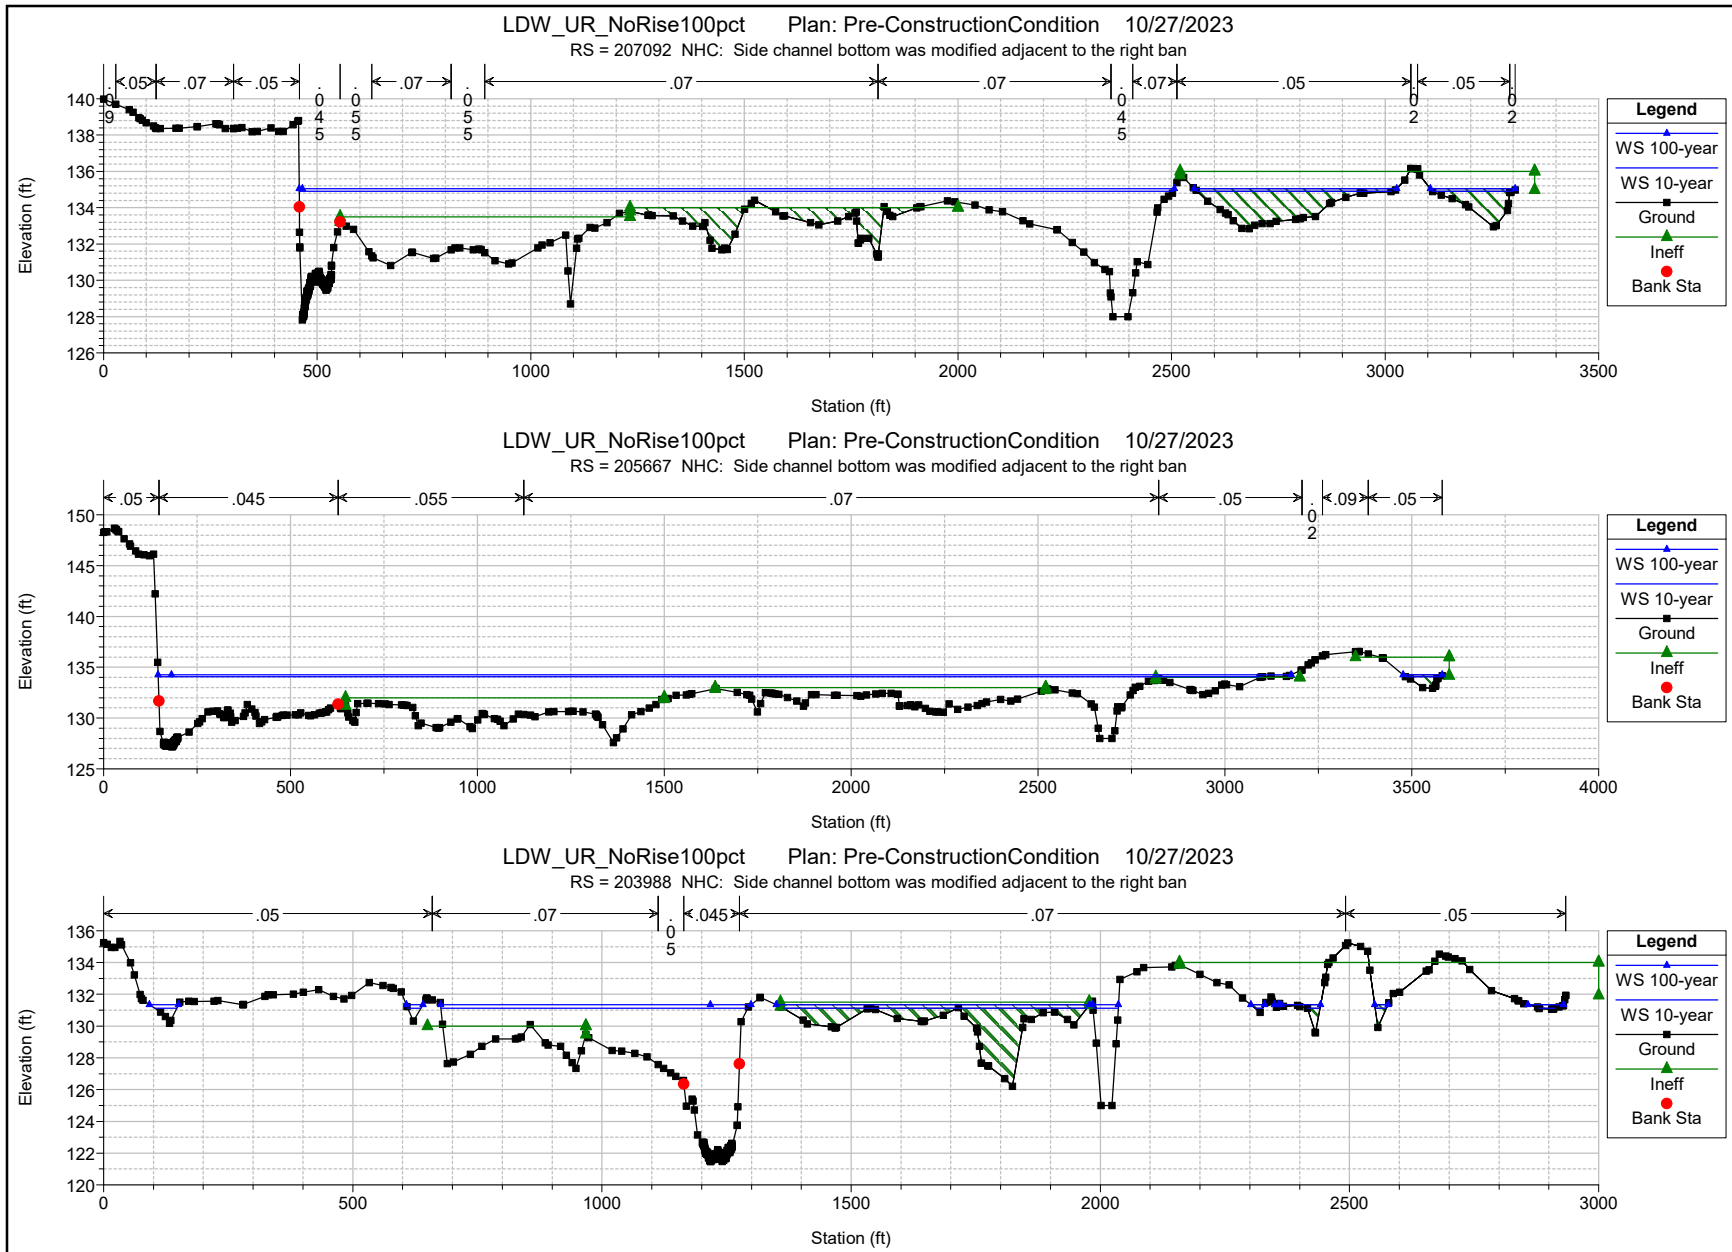 LDW_UR_NoRise100pct Plan: Pre-ConstructionCondition 10/27/2023
RS = 207092 NHC: Side channel bottom was modified adjacent to the right ban
.09 .05 .07 .05 .045 .055 .07 .055 .07 .07 .045 .07 .05 .02 .05 .02
140
138
136
134
132
130
128
126
Elevation (ft)
0 500 1000 1500 2000 2500 3000 3500
Station (ft)
Legend
WS 100-year
WS 10-year
Ground
Ineff
Bank Sta
LDW_UR_NoRise100pct Plan: Pre-ConstructionCondition 10/27/2023
RS = 205667 NHC: Side channel bottom was modified adjacent to the right ban
.05 .045 .055 .07 .05 .02 .09 .05
150
145
140
135
130
125
Elevation (ft)
0 500 1000 1500 2000 2500 3000 3500 4000
Station (ft)
Legend
WS 100-year
WS 10-year
Ground
Ineff
Bank Sta
LDW_UR_NoRise100pct Plan: Pre-ConstructionCondition 10/27/2023
RS = 203988 NHC: Side channel bottom was modified adjacent to the right ban
.05 .07 .05 .045 .07 .05
136
134
132
130
128
126
124
122
120
Elevation (ft)
0 500 1000 1500 2000 2500 3000
Station (ft)
Legend
WS 100-year
WS 10-year
Ground
Ineff
Bank Sta